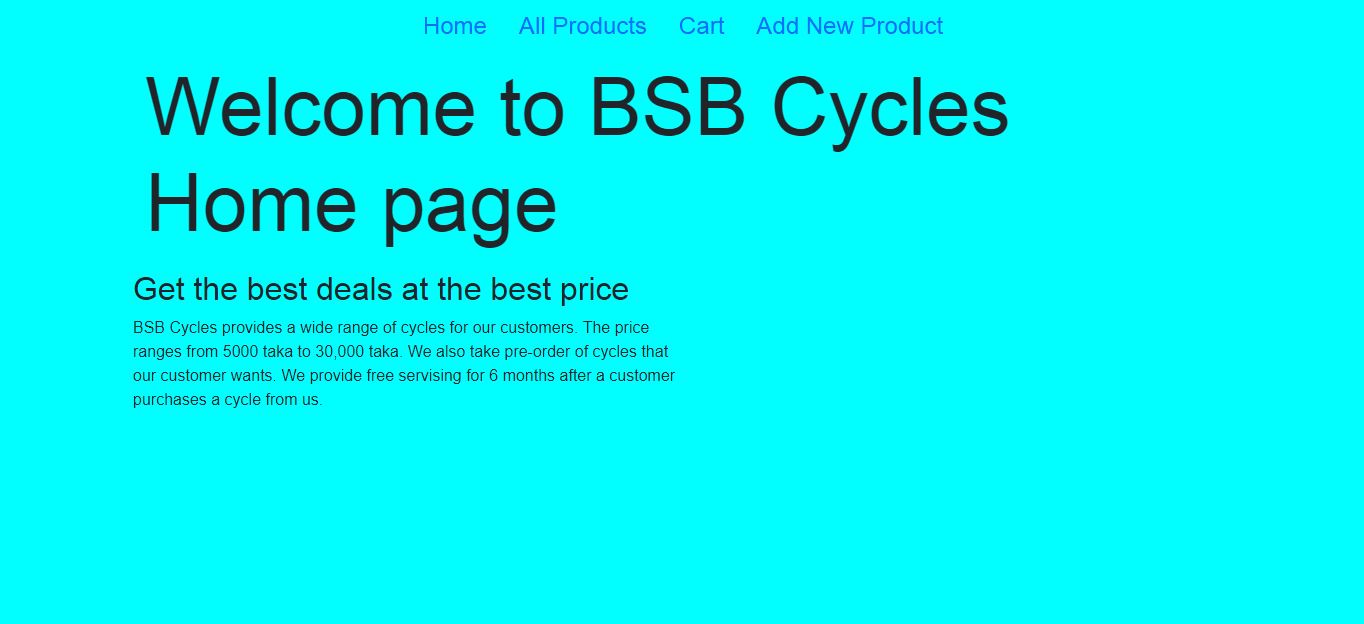 Home All Products Cart Add New Product
Welcome to BSB Cycles
Home page
Get the best deals at the best price
BSB Cycles provides a wide range of cycles for our customers. The price
ranges from 5000 taka to 30,000 taka. We also take pre-order of cycles that
our customer wants. We provide free servising for 6 months after a customer
purchases a cycle from us.